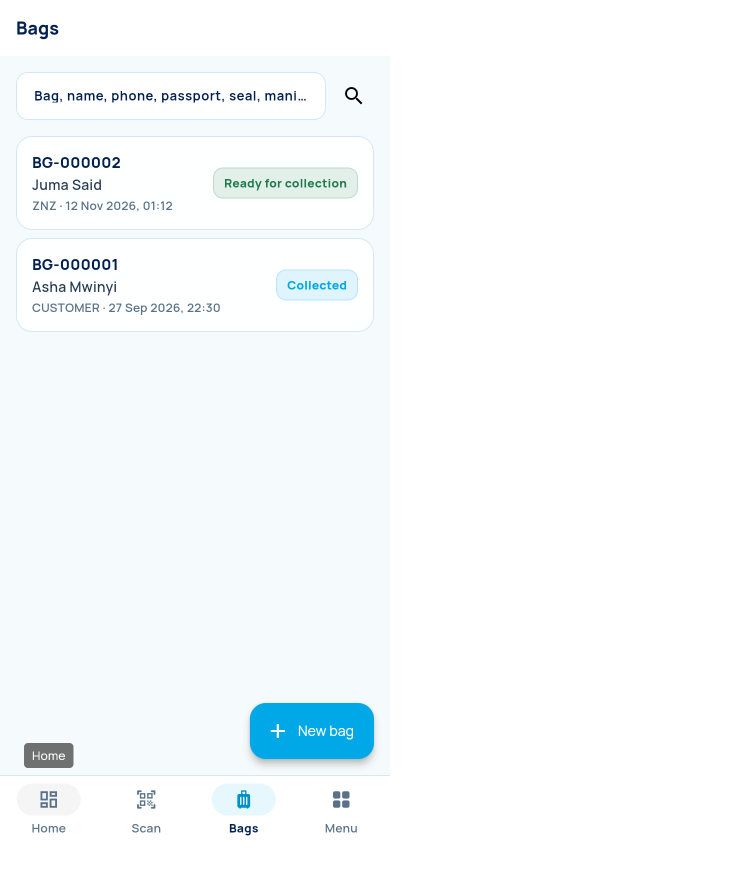 Bags
Bag, name, phone, passport, seal, mani…
BG-000002
Juma Said
Ready for collection
ZNZ · 12 Nov 2026, 01:12
BG-000001
Asha Mwinyi
Collected
CUSTOMER · 27 Sep 2026, 22:30
New bag
Home
Home
Scan
Bags
Menu